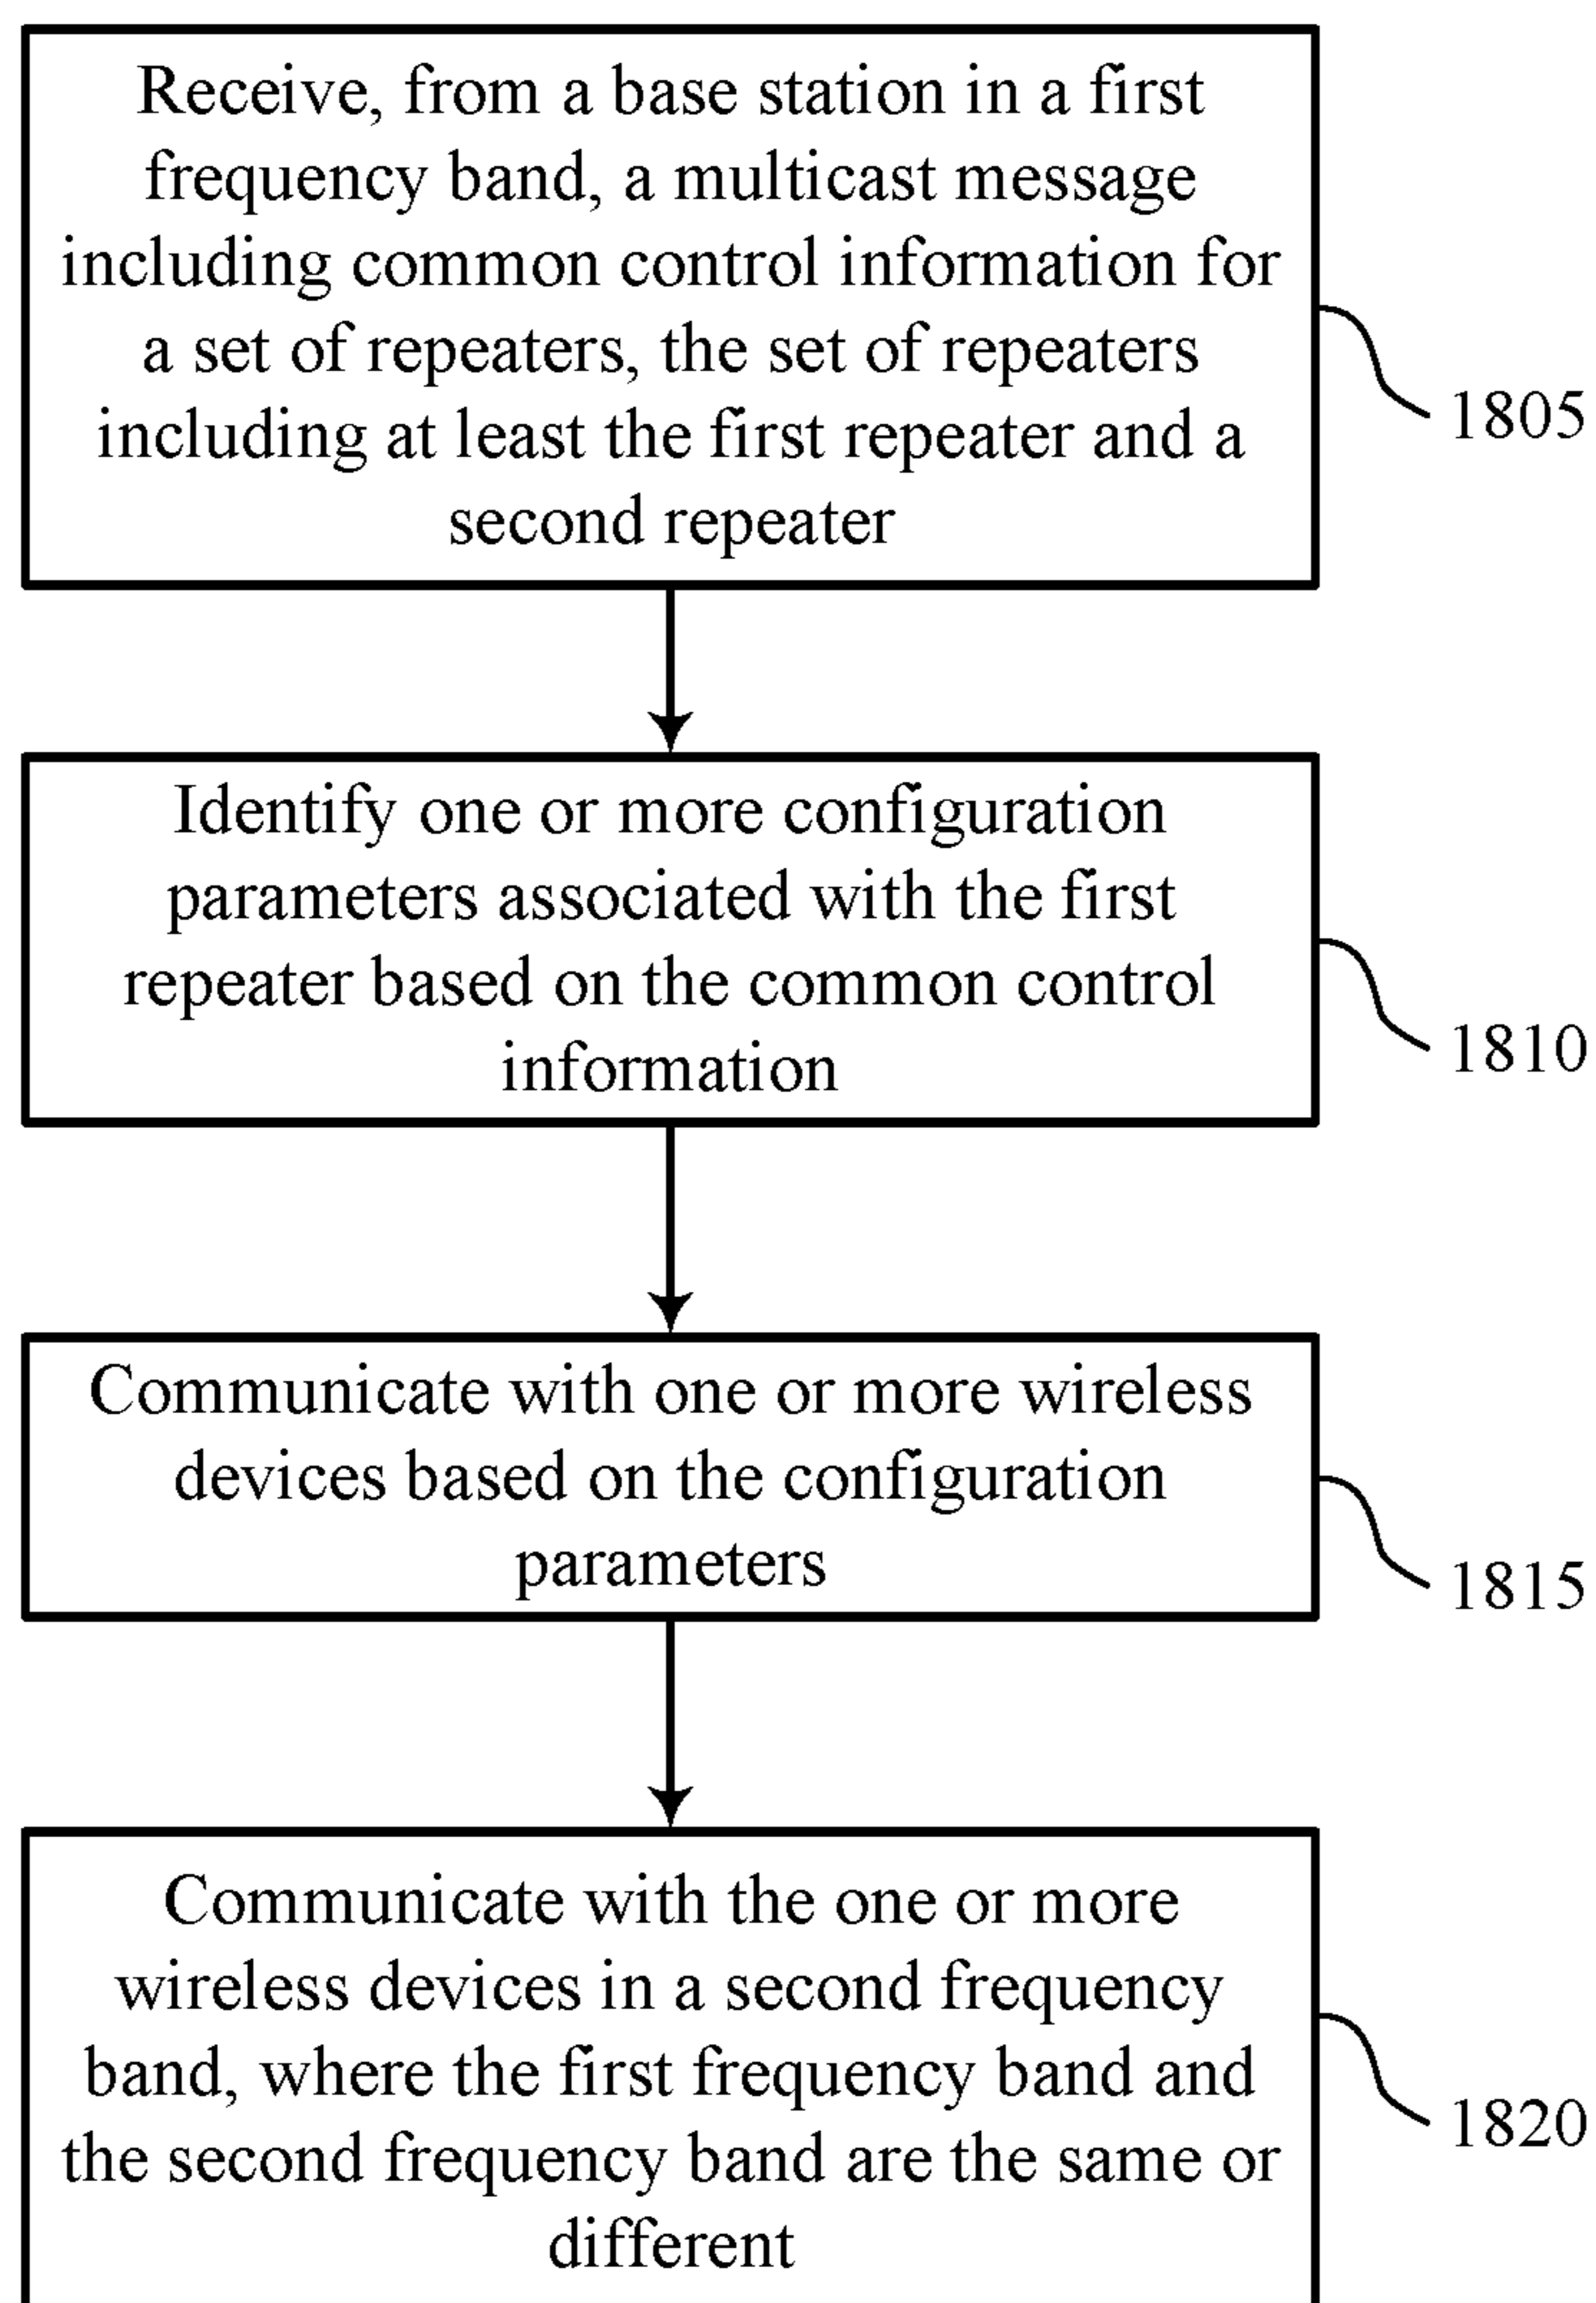 Receive, from a base station in a first
frequency band, a multicast message
including common control information for
a set of repeaters, the set of repeaters
including at least the first repeater and a
second repeater
1805
Identify one or more configuration
parameters associated with the first
repeater based on the common control
information
1810
Communicate with one or more wireless
devices based on the configuration
parameters
1815
Communicate with the one or more
wireless devices in a second frequency
band, where the first frequency band and
the second frequency band are the same or
different
1820